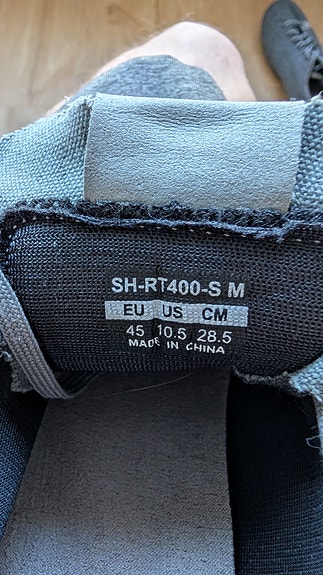 SH-RT400-S M
EU US CM
45 10.5 28.5
MADE IN CHINA